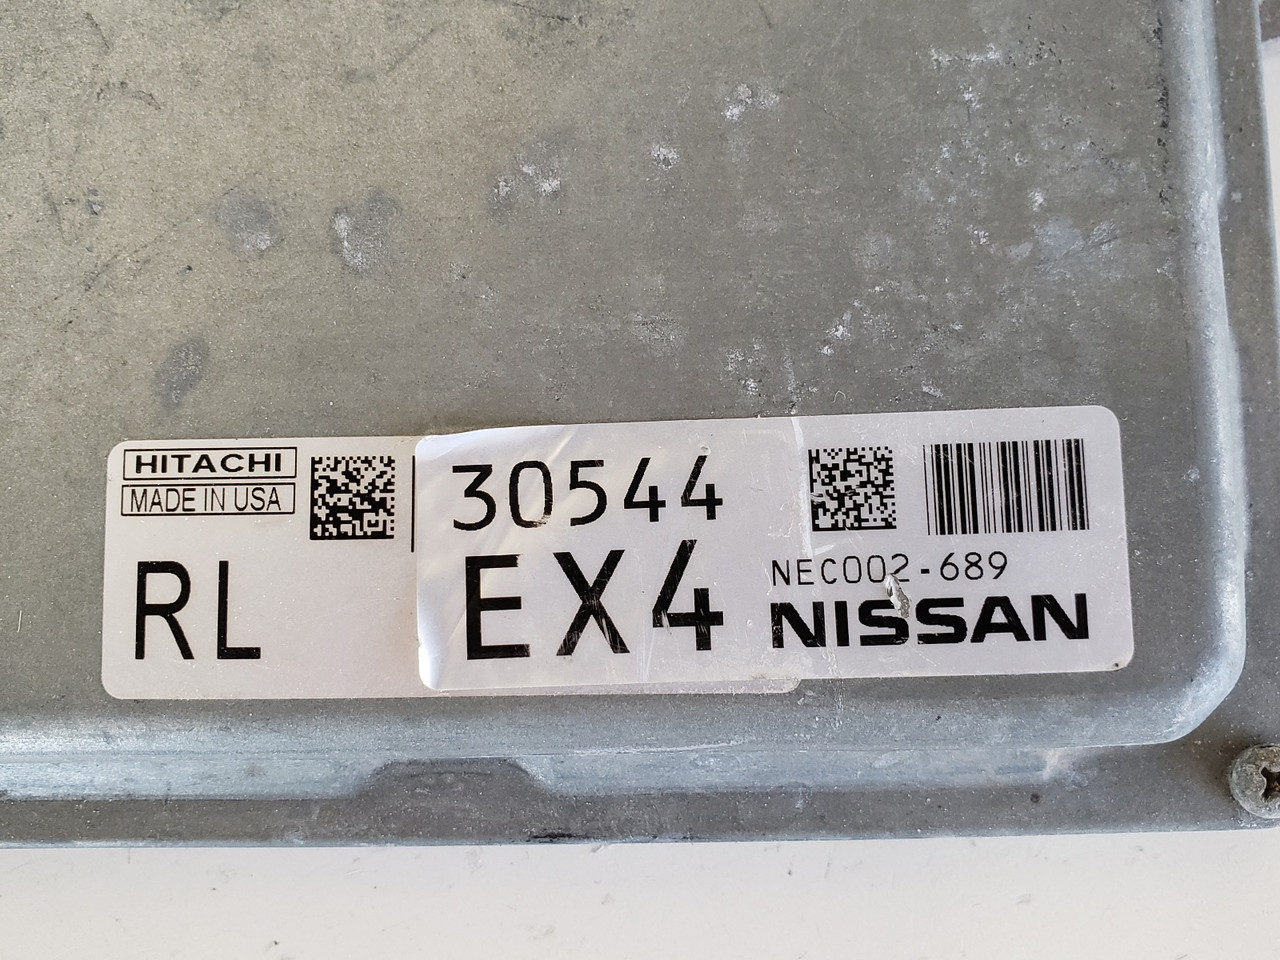 HITACHI
MADE IN USA
RL
30544
EX4
NEC002-689
NISSAN